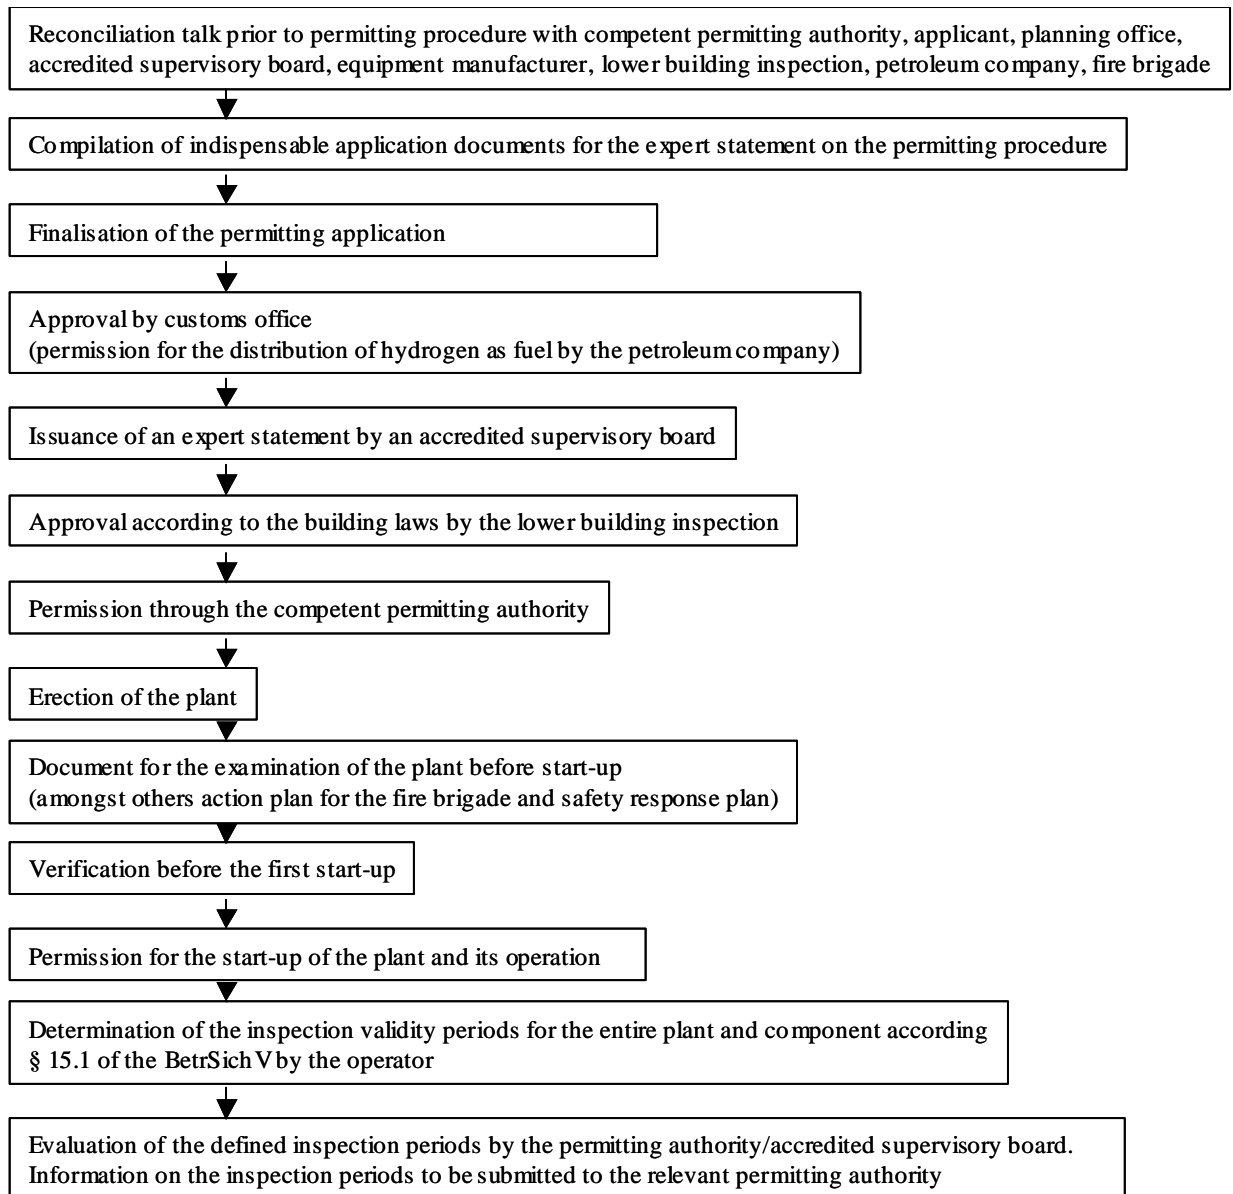 Reconciliation talk prior to permitting procedure with competent permitting authority, applicant, planning office,
accredited supervisory board, equipment manufacturer, lower building inspection, petroleum company, fire brigade
Compilation of indispensable application documents for the expert statement on the permitting procedure
Finalisation of the permitting application
Approval by customs office
(permission for the distribution of hydrogen as fuel by the petroleum company)
Issuance of an expert statement by an accredited supervisory board
Approval according to the building laws by the lower building inspection
Permission through the competent permitting authority
Erection of the plant
Document for the examination of the plant before start-up
(amongst others action plan for the fire brigade and safety response plan)
Verification before the first start-up
Permission for the start-up of the plant and its operation
Determination of the inspection validity periods for the entire plant and component according
§ 15.1 of the BetrSichV by the operator
Evaluation of the defined inspection periods by the permitting authority/accredited supervisory board.
Information on the inspection periods to be submitted to the relevant permitting authority